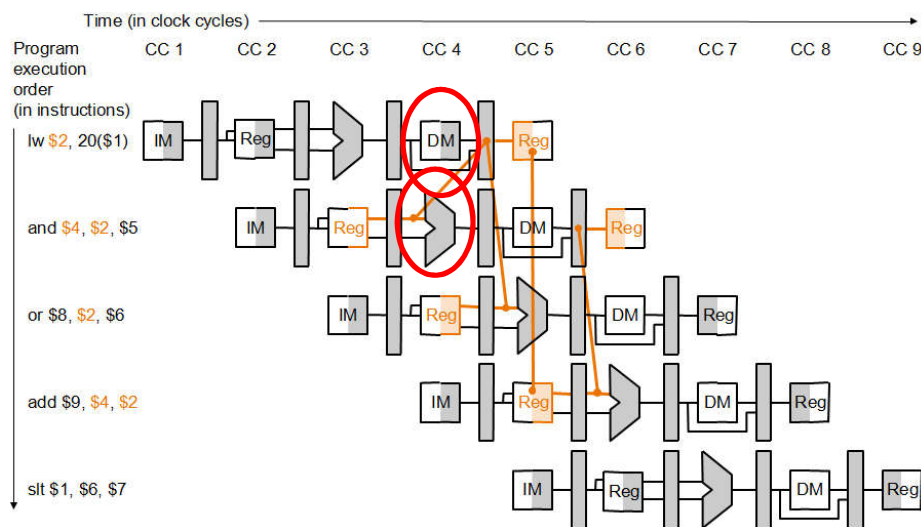 Time (in clock cycles)
Program
execution
order
(in instructions)
CC 1 CC 2 CC 3 CC 4 CC 5 CC 6 CC 7 CC 8 CC 9
lw $2, 20($1) IM Reg DM Reg
and $4, $2, $5 IM Reg DM Reg
or $8, $2, $6 IM Reg DM Reg
add $9, $4, $2 IM Reg DM Reg
slt $1, $6, $7 IM Reg DM Reg